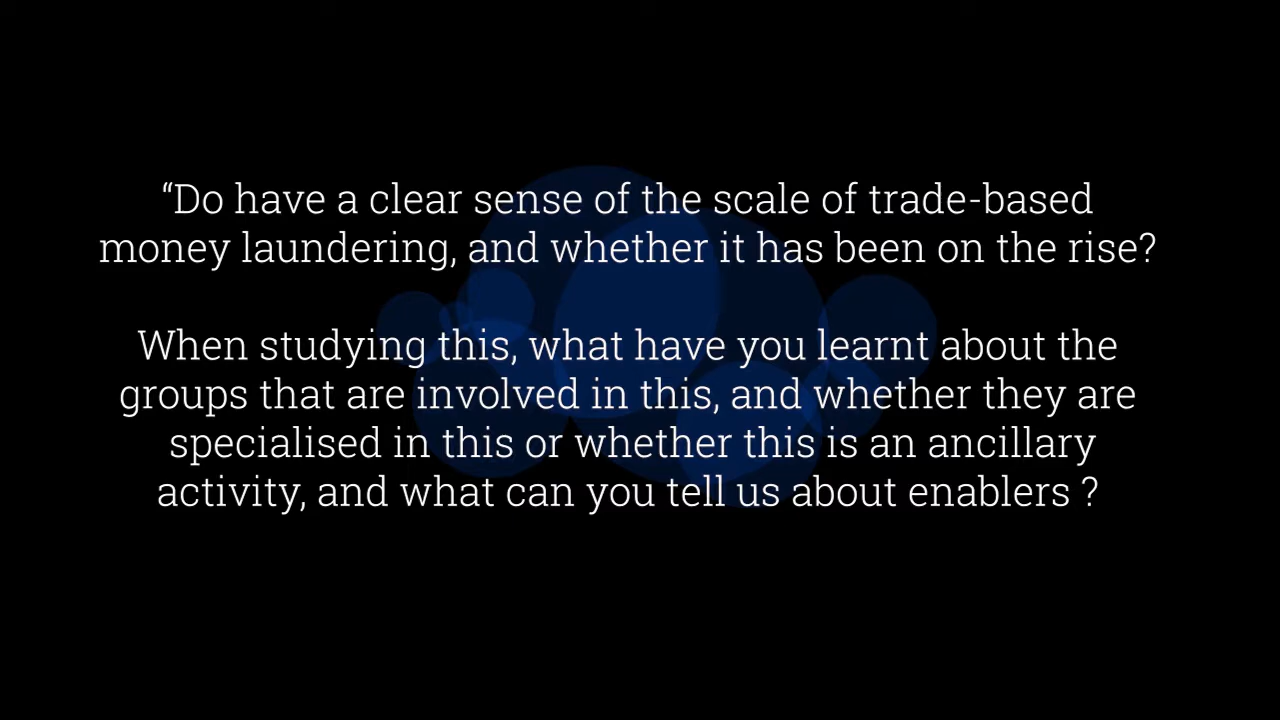 “Do have a clear sense of the scale of trade-based
money laundering, and whether it has been on the rise?
When studying this, what have you learnt about the
groups that are involved in this, and whether they are
specialised in this or whether this is an ancillary
activity, and what can you tell us about enablers ?